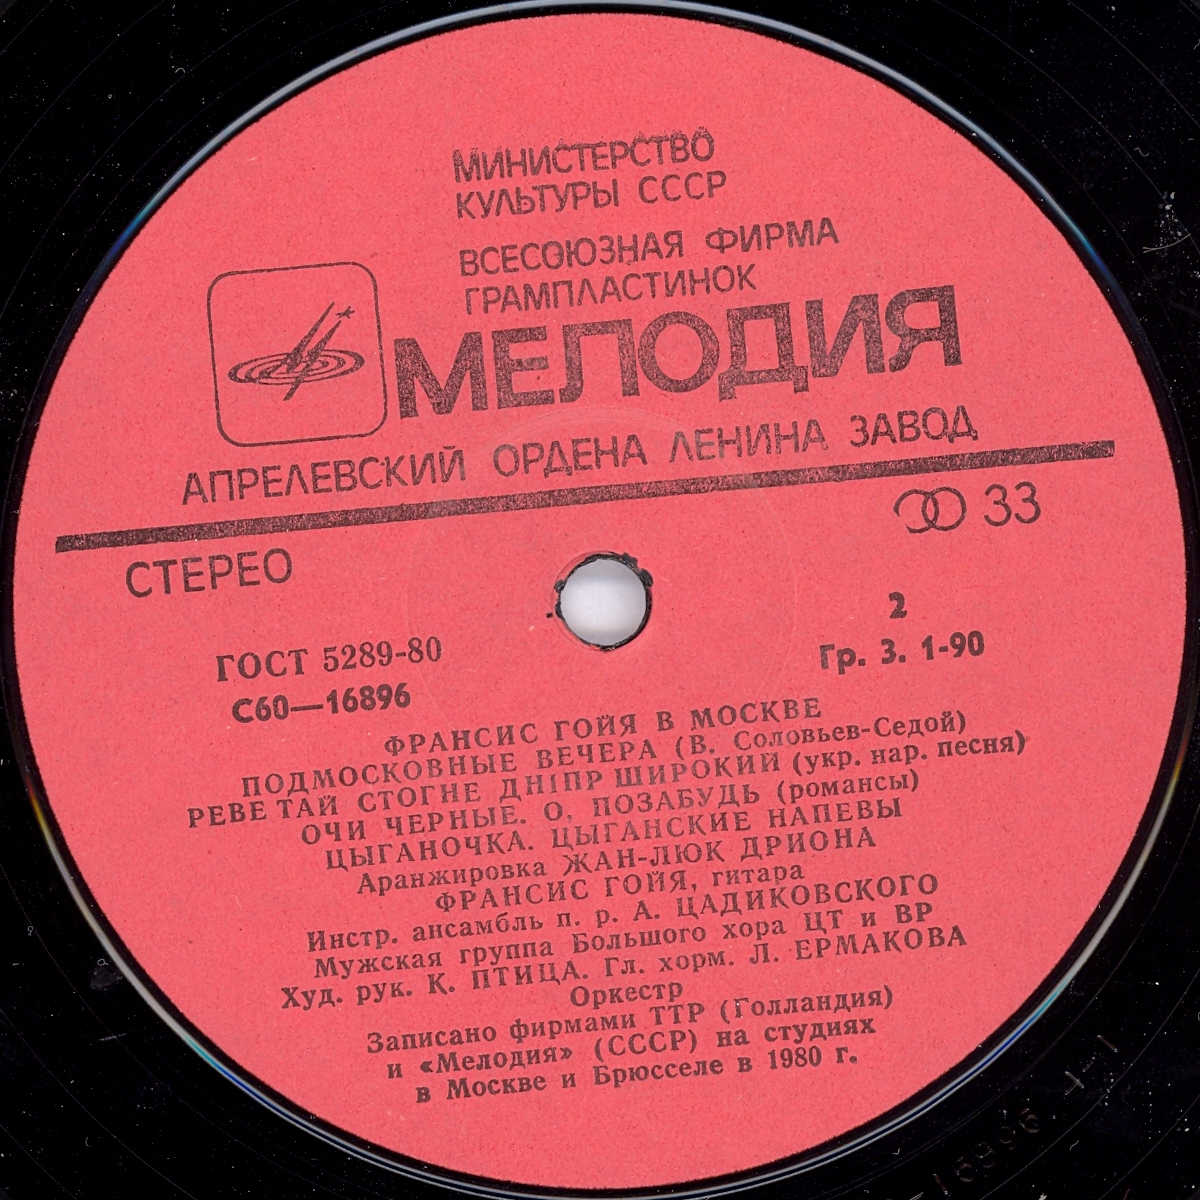 МИНИСТЕРСТВО
КУЛЬТУРЫ СССР
ВСЕСОЮЗНАЯ ФИРМА
ГРАМПЛАСТИНОК
МЕЛОДИЯ
АПРЕЛЕВСКИЙ ОРДЕНА ЛЕНИНА ЗАВОД
СТЕРЕО
33
ГОСТ 5289-80
С60—16896
2
Гр. 3. 1-90
ФРАНСИС ГОЙЯ В МОСКВЕ
ПОДМОСКОВНЫЕ ВЕЧЕРА (В. Соловьев-Седой)
РЕВЕ ТАЙ СТОГНЕ ДНІПР ШИРОКИЙ (укр. нар. песня)
ОЧИ ЧЕРНЫЕ. О, ПОЗАБУДЬ (романсы)
ЦЫГАНОЧКА. ЦЫГАНСКИЕ НАПЕВЫ
Аранжировка ЖАН-ЛЮК ДРИОНА
ФРАНСИС ГОЙЯ, гитара
Инстр. ансамбль п. р. А. ЦАДИКОВСКОГО
Мужская группа Большого хора ЦТ и ВР
Худ. рук. К. ПТИЦА. Гл. хорм. Л. ЕРМАКОВА
Оркестр
Записано фирмами ТТР (Голландия)
и «Мелодия» (СССР) на студиях
в Москве и Брюсселе в 1980 г.